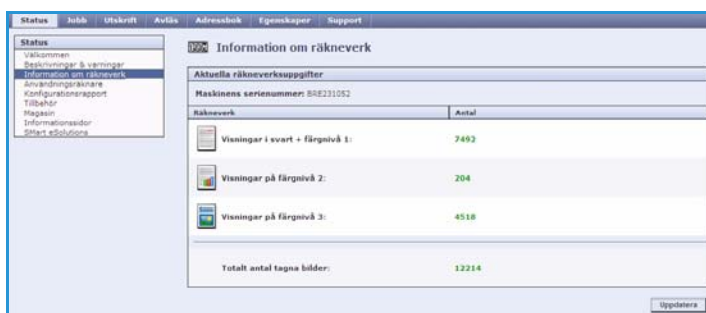 Status Jobb Utskrift Avläs Adressbok Egenskaper Support
Status
Välkommen
Beskrivningar & varningar
Information om räkneverk
Användningsräknare
Konfigurationsrapport
Tillbehör
Magasin
Informationssidor
SMart eSolutions
Information om räkneverk
Aktuella räkneverksuppgifter
Maskinens serienummer: BRE231052
Räkneverk Antal
Visningar i svart + färgnivå 1: 7492
Visningar på färgnivå 2: 204
Visningar på färgnivå 3: 4518
Totalt antal tagna bilder: 12214
Uppdatera